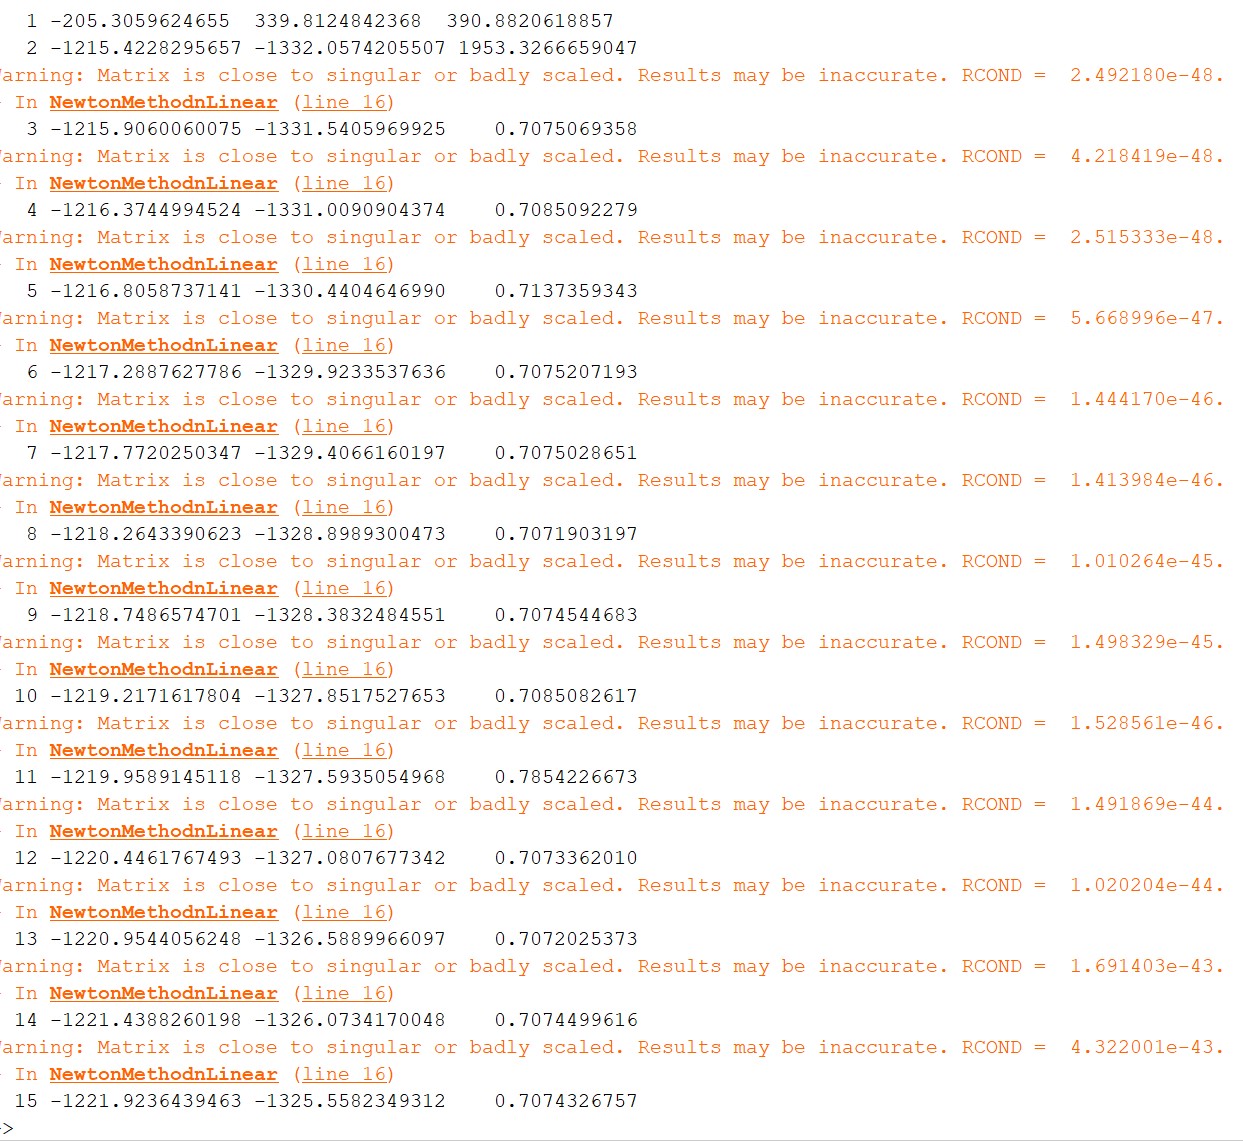 1 -205.3059624655 339.8124842368 390.8820618857
2 -1215.4228295657 -1332.0574205507 1953.3266659047
arning: Matrix is close to singular or badly scaled. Results may be inaccurate. RCOND = 2.492180e-48.
In NewtonMethodnLinear (line 16)
3 -1215.9060060075 -1331.5405969925 0.7075069358
arning: Matrix is close to singular or badly scaled. Results may be inaccurate. RCOND = 4.218419e-48.
In NewtonMethodnLinear (line 16)
4 -1216.3744994524 -1331.0090904374 0.7085092279
arning: Matrix is close to singular or badly scaled. Results may be inaccurate. RCOND = 2.515333e-48.
In NewtonMethodnLinear (line 16)
5 -1216.8058737141 -1330.4404646990 0.7137359343
arning: Matrix is close to singular or badly scaled. Results may be inaccurate. RCOND = 5.668996e-47.
In NewtonMethodnLinear (line 16)
6 -1217.2887627786 -1329.9233537636 0.7075207193
arning: Matrix is close to singular or badly scaled. Results may be inaccurate. RCOND = 1.444170e-46.
In NewtonMethodnLinear (line 16)
7 -1217.7720250347 -1329.4066160197 0.7075028651
arning: Matrix is close to singular or badly scaled. Results may be inaccurate. RCOND = 1.413984e-46.
In NewtonMethodnLinear (line 16)
8 -1218.2643390623 -1328.8989300473 0.7071903197
arning: Matrix is close to singular or badly scaled. Results may be inaccurate. RCOND = 1.010264e-45.
In NewtonMethodnLinear (line 16)
9 -1218.7486574701 -1328.3832484551 0.7074544683
arning: Matrix is close to singular or badly scaled. Results may be inaccurate. RCOND = 1.498329e-45.
In NewtonMethodnLinear (line 16)
10 -1219.2171617804 -1327.8517527653 0.7085082617
arning: Matrix is close to singular or badly scaled. Results may be inaccurate. RCOND = 1.528561e-46.
In NewtonMethodnLinear (line 16)
11 -1219.9589145118 -1327.5935054968 0.7854226673
arning: Matrix is close to singular or badly scaled. Results may be inaccurate. RCOND = 1.491869e-44.
In NewtonMethodnLinear (line 16)
12 -1220.4461767493 -1327.0807677342 0.7073362010
arning: Matrix is close to singular or badly scaled. Results may be inaccurate. RCOND = 1.020204e-44.
In NewtonMethodnLinear (line 16)
13 -1220.9544056248 -1326.5889966097 0.7072025373
arning: Matrix is close to singular or badly scaled. Results may be inaccurate. RCOND = 1.691403e-43.
In NewtonMethodnLinear (line 16)
14 -1221.4388260198 -1326.0734170048 0.7074499616
arning: Matrix is close to singular or badly scaled. Results may be inaccurate. RCOND = 4.322001e-43.
In NewtonMethodnLinear (line 16)
15 -1221.9236439463 -1325.5582349312 0.7074326757
>